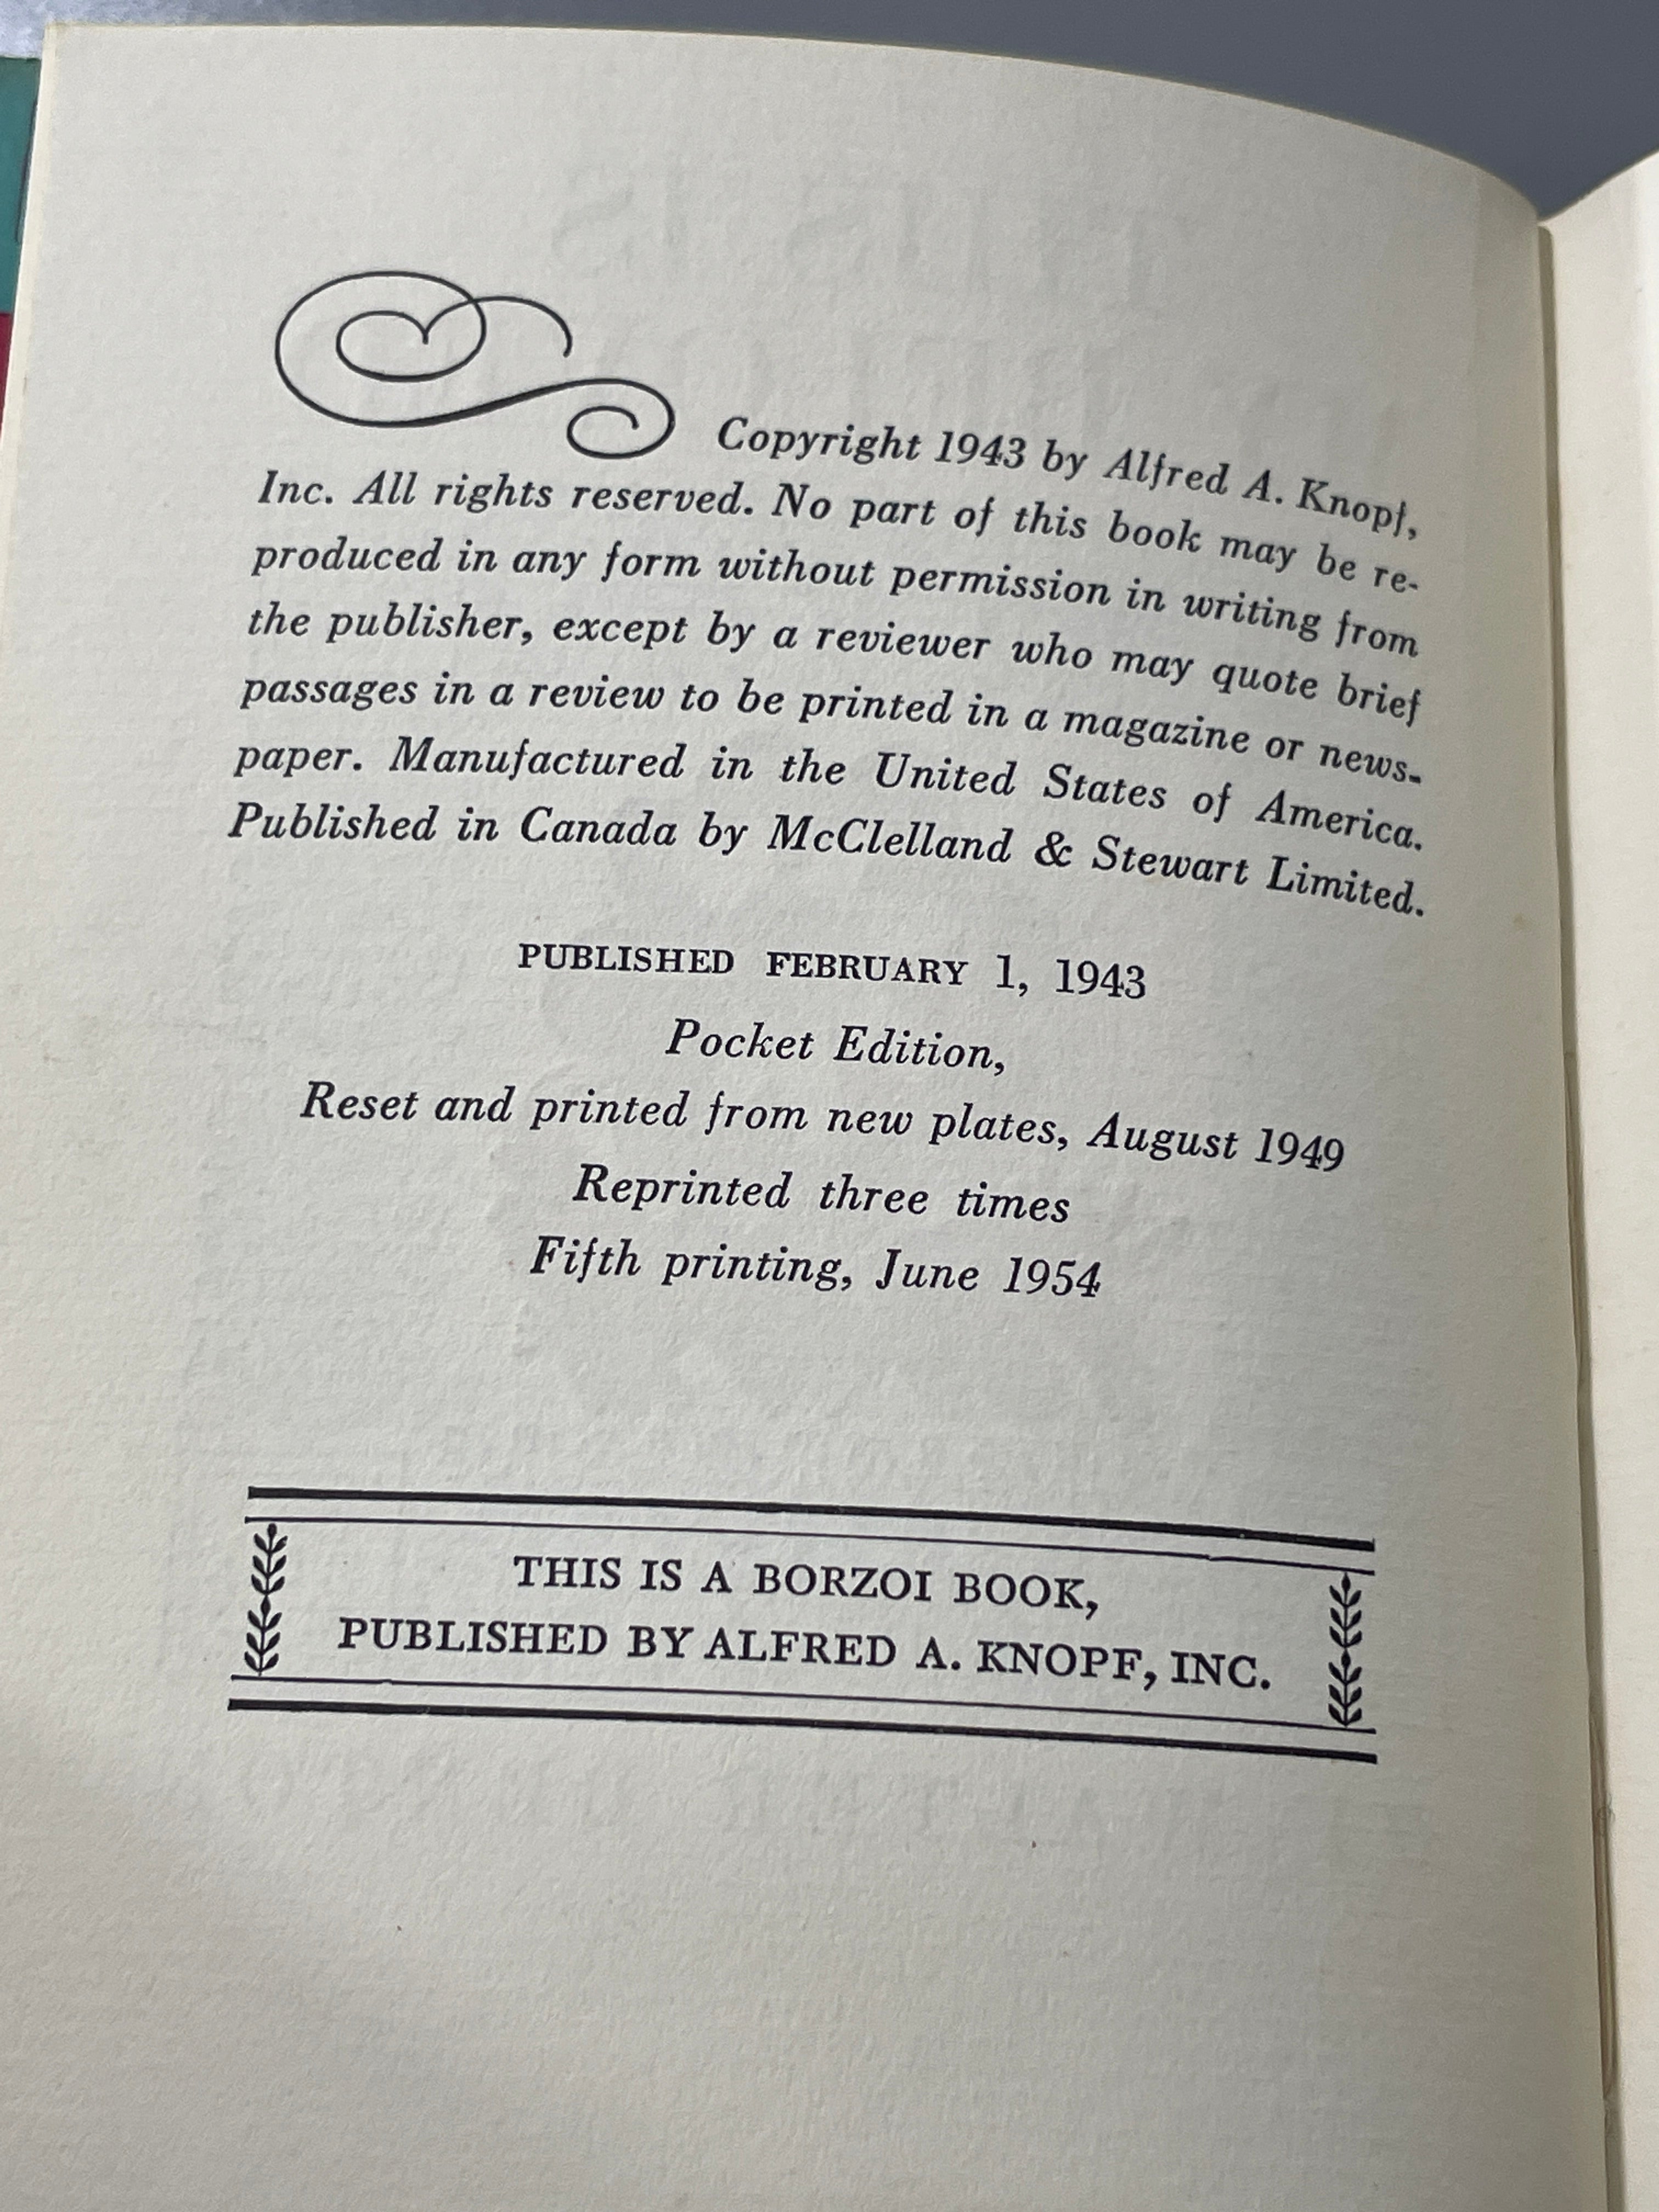 Copyright 1943 by Alfred A. Knopf,
Inc. All rights reserved. No part of this book may be re-
produced in any form without permission in writing from
the publisher, except by a reviewer who may quote brief
passages in a review to be printed in a magazine or news-
paper. Manufactured in the United States of America.
Published in Canada by McClelland & Stewart Limited.
PUBLISHED FEBRUARY 1, 1943
Pocket Edition,
Reset and printed from new plates, August 1949
Reprinted three times
Fifth printing, June 1954
THIS IS A BORZOI BOOK,
PUBLISHED BY ALFRED A. KNOPF, INC.